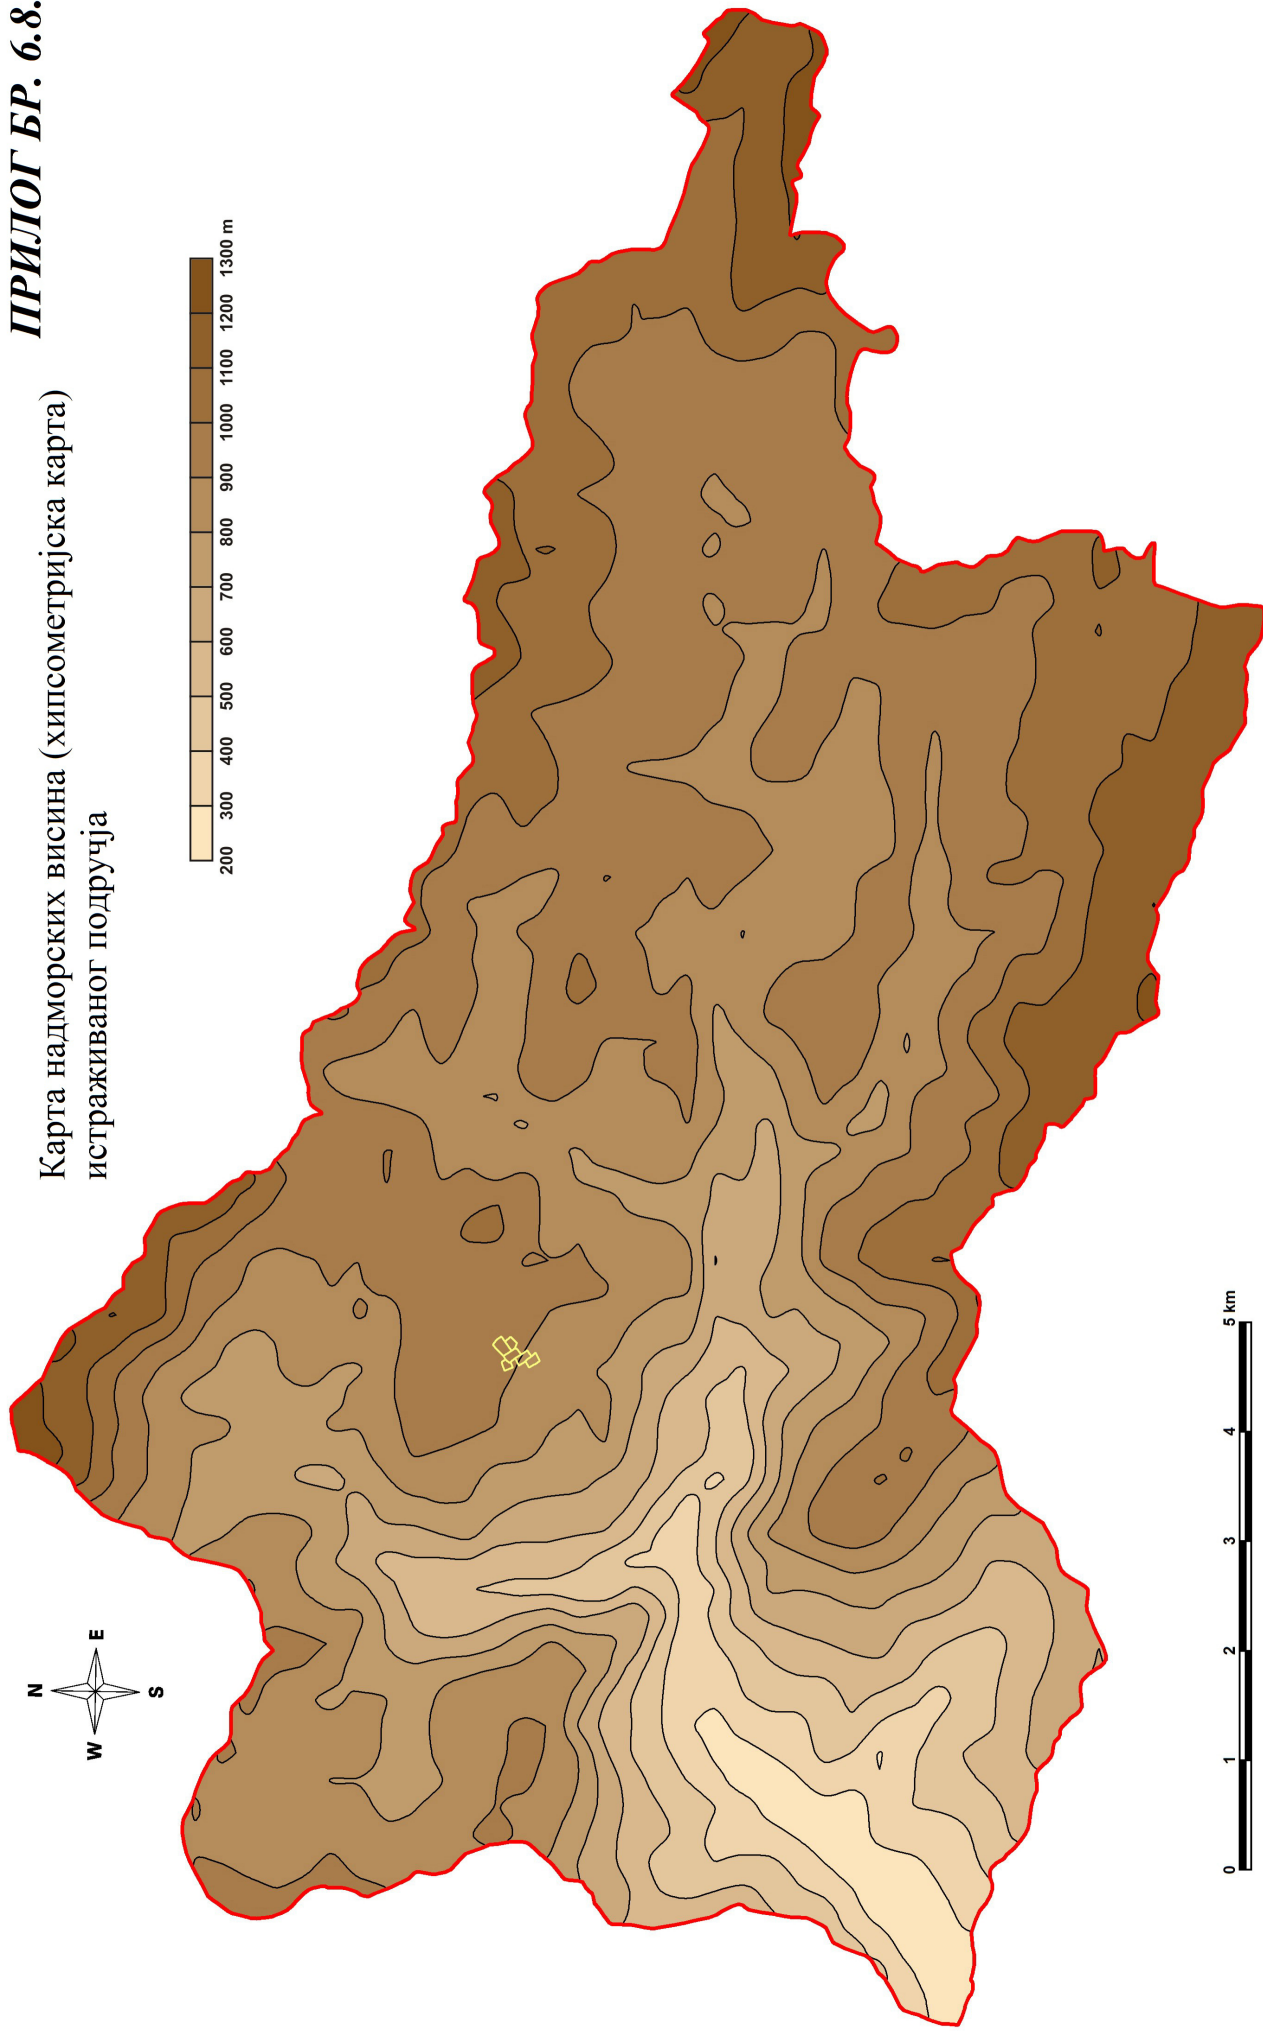 ПРИЛОГ БР. 6.8.
Карта надморских висина (хипсометријска карта)
истраживаног подручја
200 300 400 500 600 700 800 900 1000 1100 1200 1300 m
N
W E
S
0 1 2 3 4 5 km